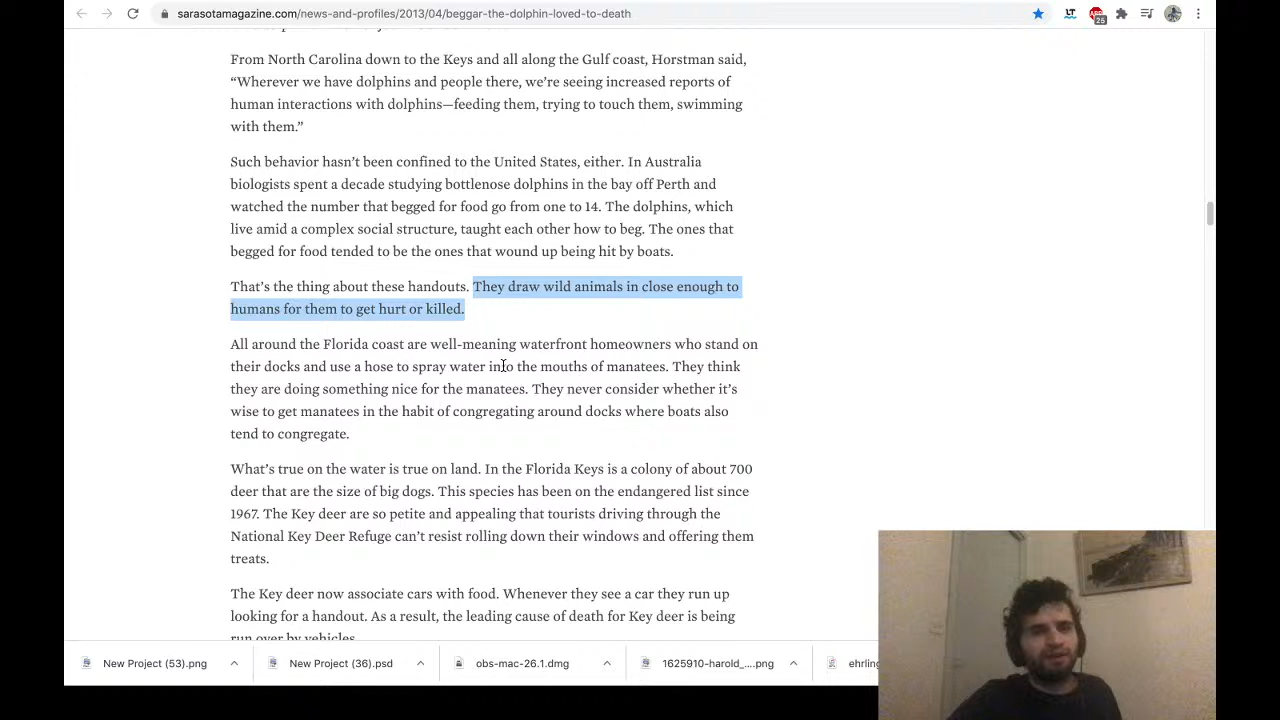 sarasotamagazine.com/news-and-profiles/2013/04/beggar-the-dolphin-loved-to-death
LT
25
From North Carolina down to the Keys and all along the Gulf coast, Horstman said,
“Wherever we have dolphins and people there, we’re seeing increased reports of
human interactions with dolphins—feeding them, trying to touch them, swimming
with them.”
Such behavior hasn’t been confined to the United States, either. In Australia
biologists spent a decade studying bottlenose dolphins in the bay off Perth and
watched the number that begged for food go from one to 14. The dolphins, which
live amid a complex social structure, taught each other how to beg. The ones that
begged for food tended to be the ones that wound up being hit by boats.
That’s the thing about these handouts. They draw wild animals in close enough to
humans for them to get hurt or killed.
All around the Florida coast are well-meaning waterfront homeowners who stand on
their docks and use a hose to spray water into the mouths of manatees. They think
they are doing something nice for the manatees. They never consider whether it’s
wise to get manatees in the habit of congregating around docks where boats also
tend to congregate.
What’s true on the water is true on land. In the Florida Keys is a colony of about 700
deer that are the size of big dogs. This species has been on the endangered list since
1967. The Key deer are so petite and appealing that tourists driving through the
National Key Deer Refuge can’t resist rolling down their windows and offering them
treats.
The Key deer now associate cars with food. Whenever they see a car they run up
looking for a handout. As a result, the leading cause of death for Key deer is being
run over by vehicles.
New Project (53).png
New Project (36).psd
obs-mac-26.1.dmg
1625910-harold_....png
ehrling